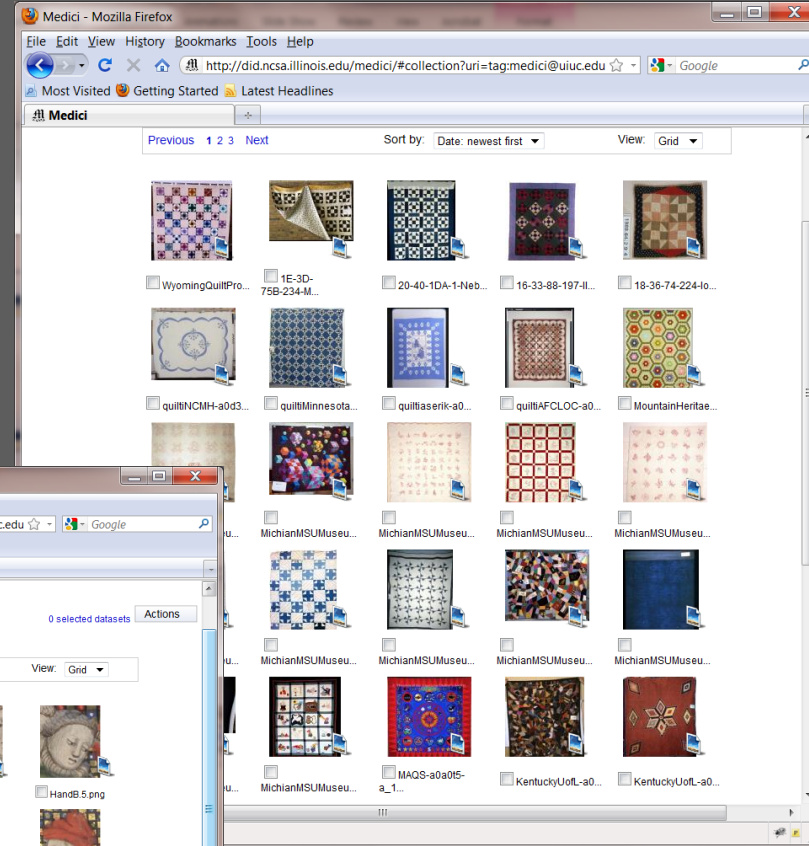 Medici - Mozilla Firefox
File Edit View History Bookmarks Tools Help
http://did.ncsa.illinois.edu/medici/#collection?uri=tag:medici@uiuc.edu
Google
Most Visited Getting Started Latest Headlines
Medici
Previous 1 2 3 Next Sort by: Date: newest first View: Grid
WyomingQuiltPro...
1E-3D-
75B-234-M...
20-40-1DA-1-Neb...
16-33-88-197-Il...
18-36-74-224-Io...
quiltiNCMH-a0d3...
quiltiMinnesota...
quiltiaserik-a0...
quiltiAFCLOC-a0...
MountainHeritae...
u...
MichianMSUMuseu...
MichianMSUMuseu...
MichianMSUMuseu...
MichianMSUMuseu...
u...
MichianMSUMuseu...
MichianMSUMuseu...
MichianMSUMuseu...
MichianMSUMuseu...
u...
MichianMSUMuseu...
MAQS-a0a0t5-
a_1...
KentuckyUofL-a0...
KentuckyUofL-a0...
c.edu Google
0 selected datasets Actions
View: Grid
HandB.5.png